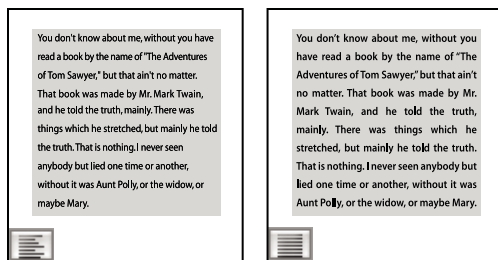 You don't know about me, without you have
read a book by the name of "The Adventures
of Tom Sawyer," but that ain't no matter.
That book was made by Mr. Mark Twain,
and he told the truth, mainly. There was
things which he stretched, but mainly he told
the truth. That is nothing. I never seen
anybody but lied one time or another,
without it was Aunt Polly, or the widow, or
maybe Mary.
You don't know about me, without you
have read a book by the name of "The
Adventures of Tom Sawyer," but that ain't
no matter. That book was made by Mr.
Mark Twain, and he told the truth,
mainly. There was things which he
stretched, but mainly he told the truth.
That is nothing. I never seen anybody but
lied one time or another, without it was
Aunt Polly, or the widow, or maybe Mary.